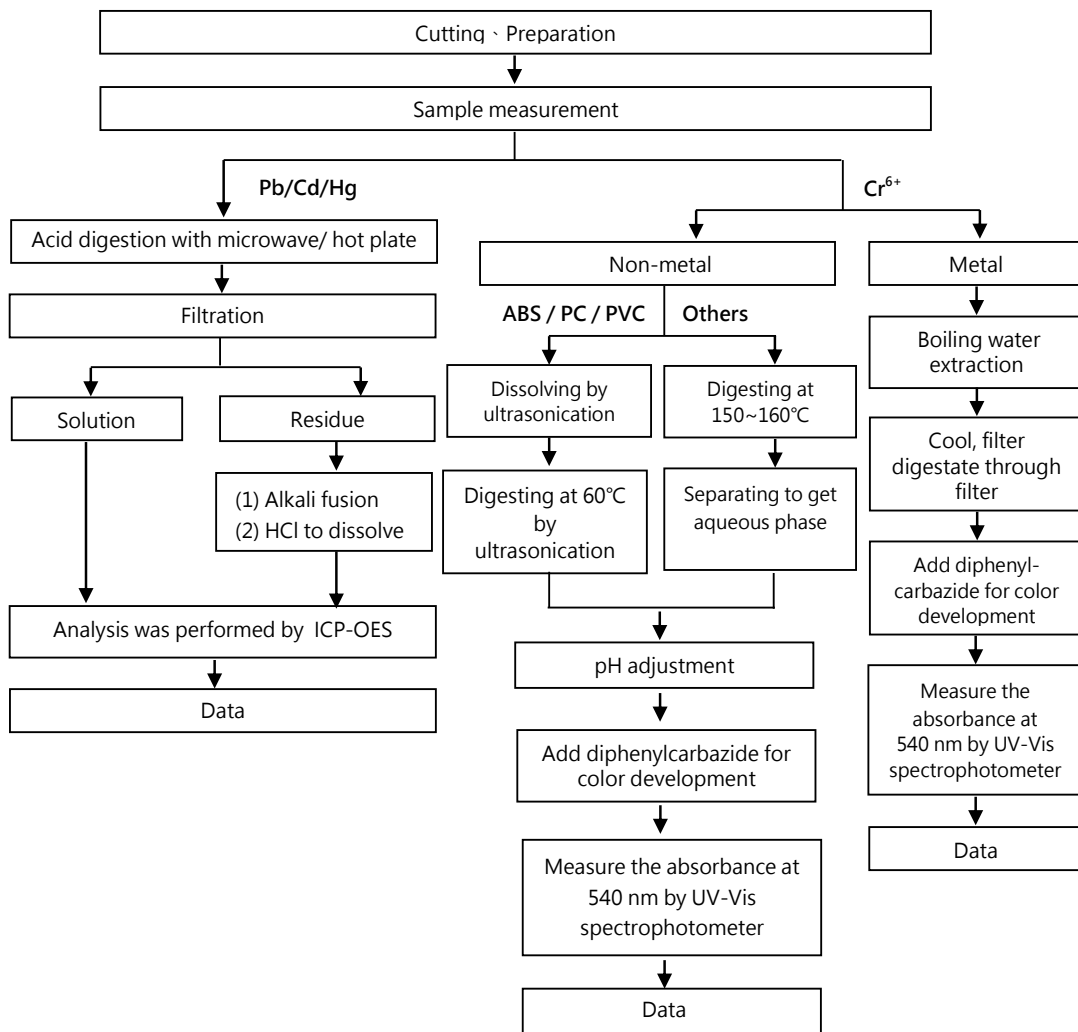 Cutting、Preparation
Sample measurement
Pb/Cd/Hg
Acid digestion with microwave/ hot plate
Filtration
Solution
Residue
(1) Alkali fusion
(2) HCl to dissolve
Analysis was performed by ICP-OES
Data
Cr6+
Non-metal
ABS / PC / PVC
Others
Dissolving by
ultrasonication
Digesting at 60℃
by
ultrasonication
Digesting at
150~160℃
Separating to get
aqueous phase
pH adjustment
Add diphenylcarbazide for
color development
Measure the absorbance at
540 nm by UV-Vis
spectrophotometer
Data
Metal
Boiling water
extraction
Cool, filter
digestate through
filter
Add diphenyl-
carbazide for color
development
Measure the
absorbance at
540 nm by UV-Vis
spectrophotometer
Data